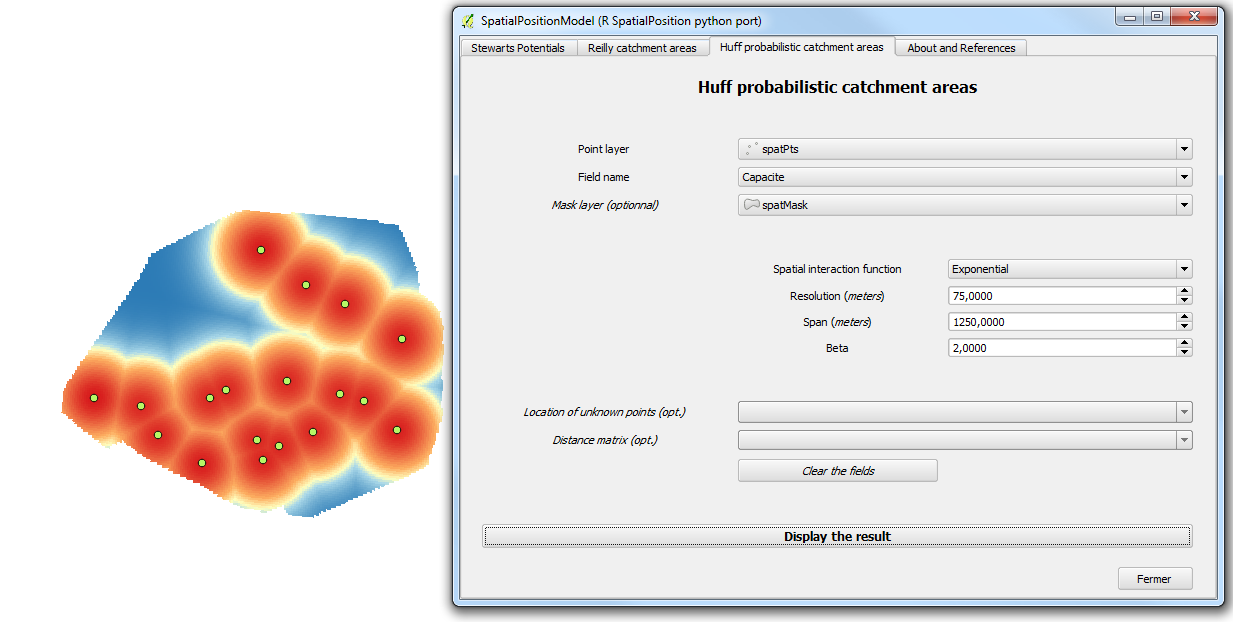 SpatialPositionModel (R SpatialPosition python port)
Stewarts Potentials
Reilly catchment areas
Huff probabilistic catchment areas
About and References
Huff probabilistic catchment areas
Point layer
spatPts
Field name
Capacite
Mask layer (optionnal)
spatMask
Spatial interaction function
Exponential
Resolution (meters)
75,0000
Span (meters)
1250,0000
Beta
2,0000
Location of unknown points (opt.)
Distance matrix (opt.)
Clear the fields
Display the result
Fermer